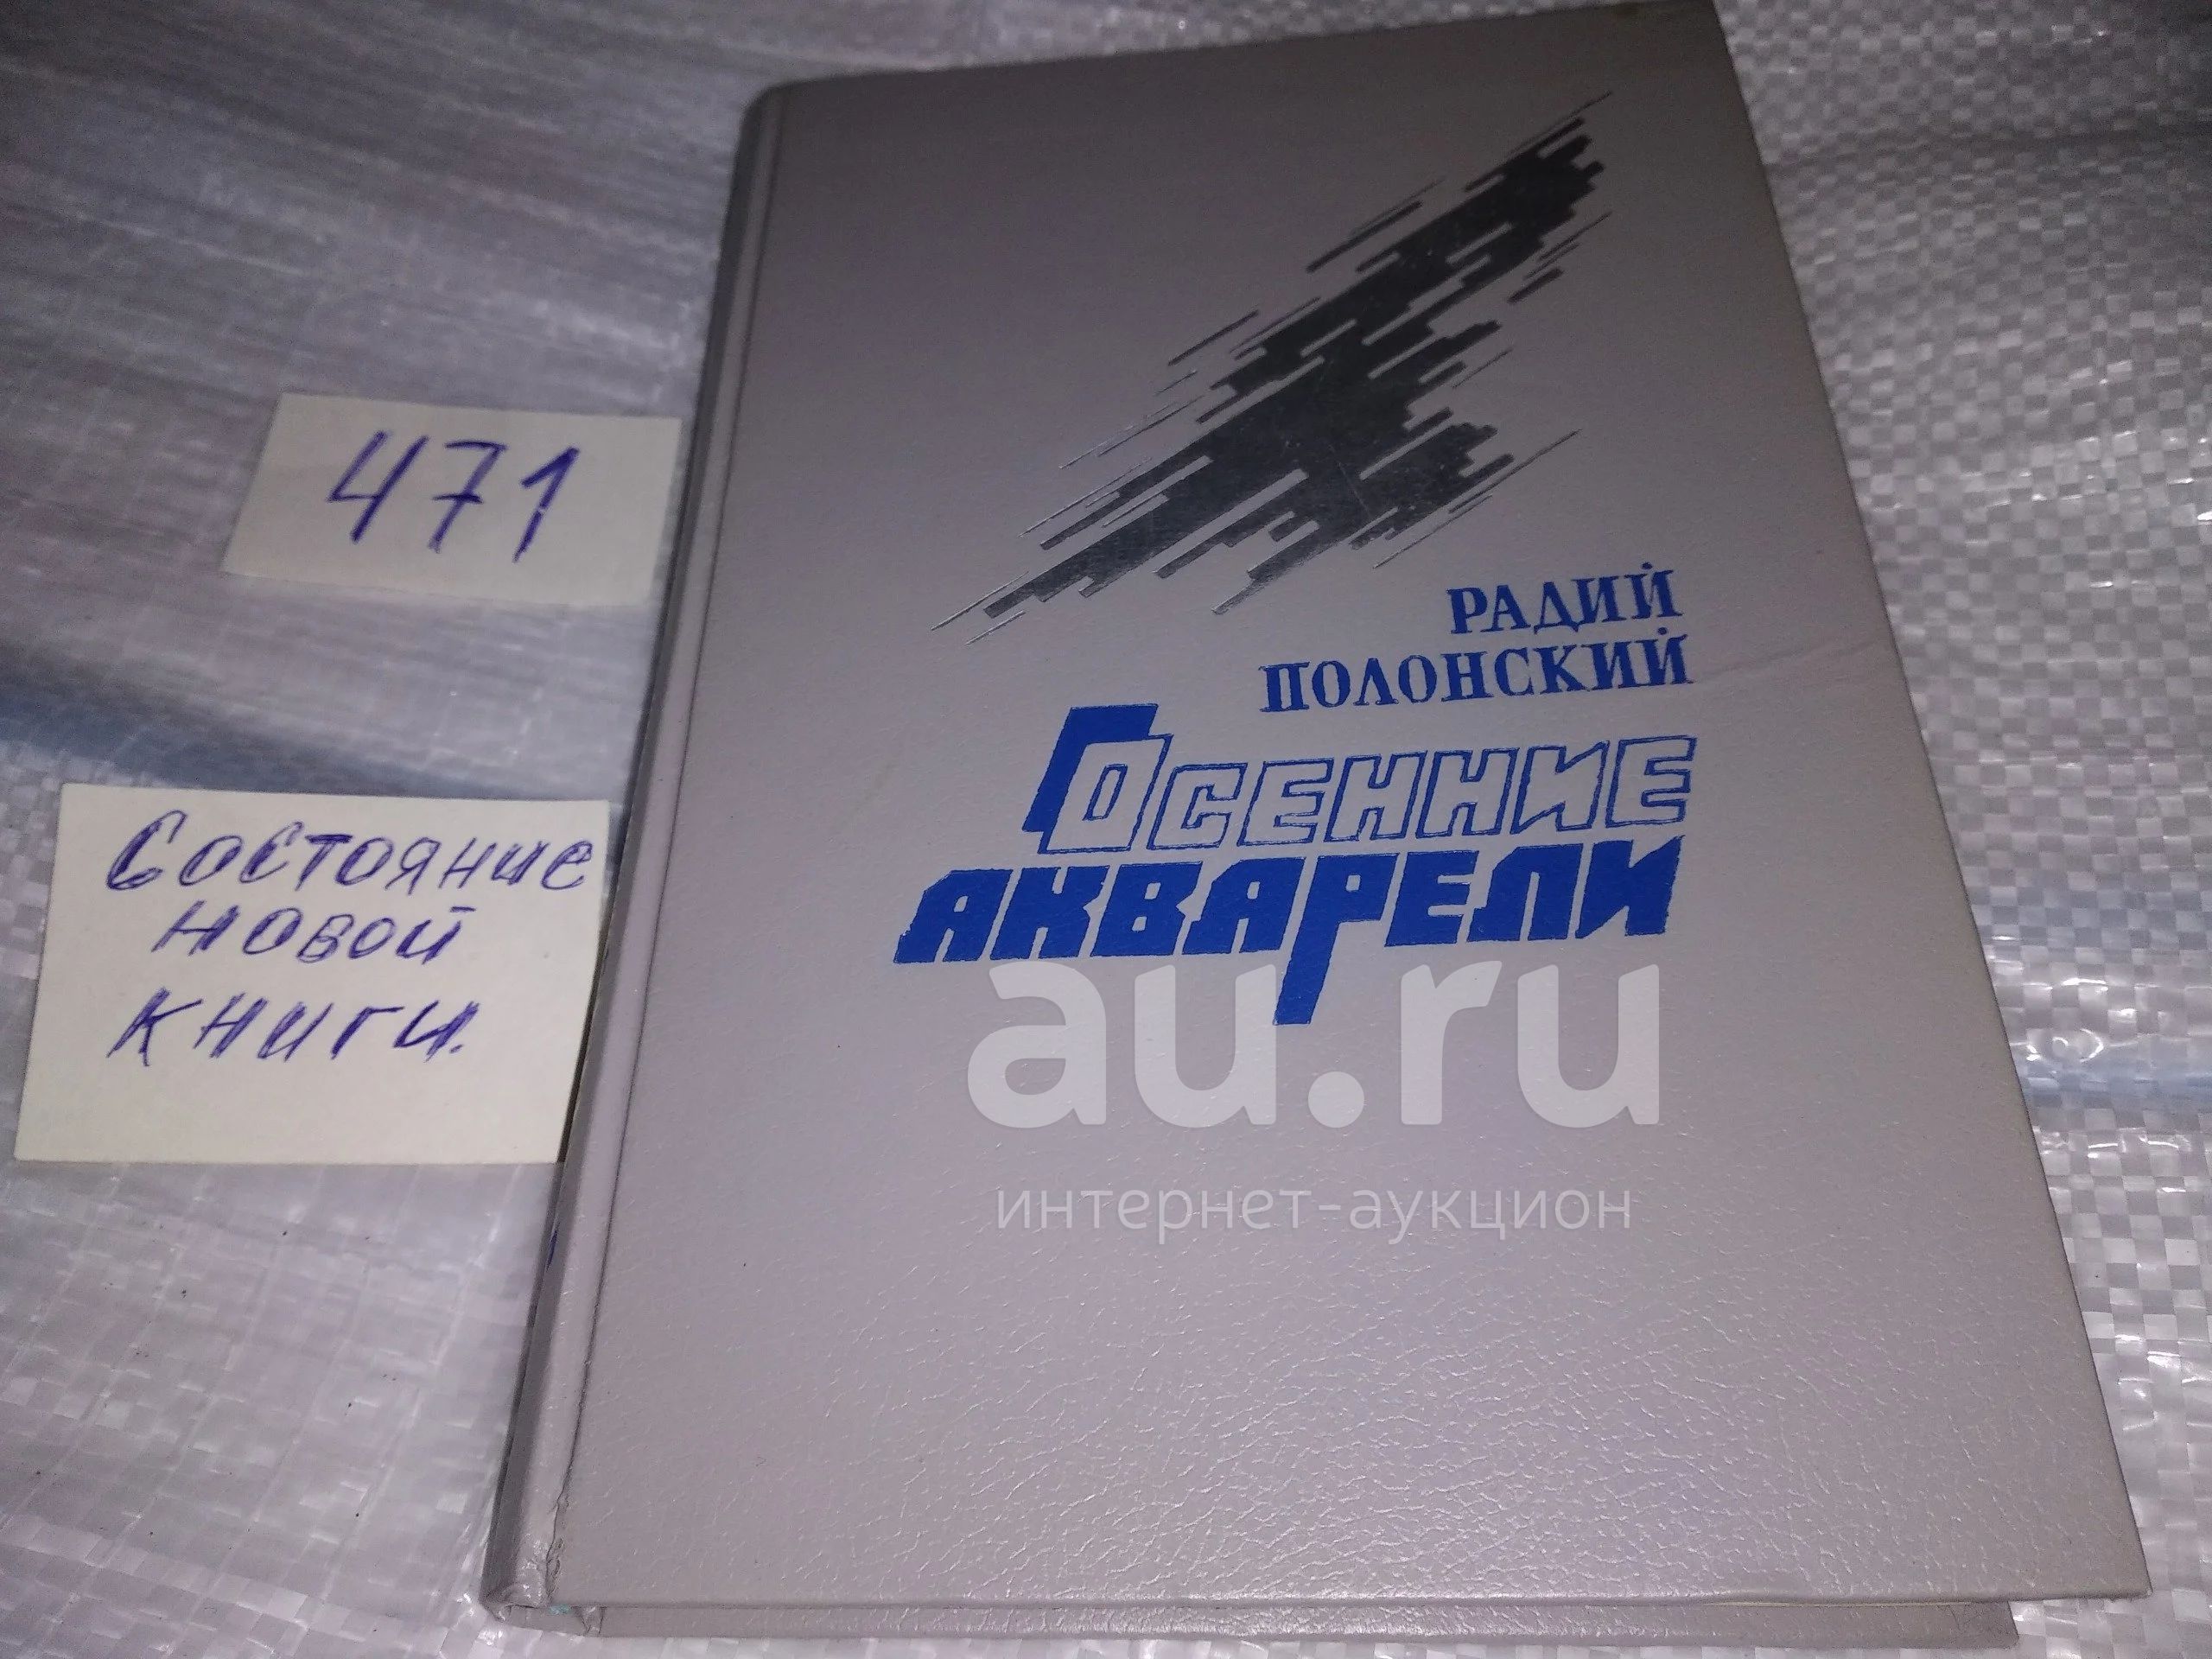 471
Состояние
новой
книги.
РАДИЙ
ПОЛОНСКИЙ
ОСЕННИЕ
АКВАРЕЛИ
au.ru
интернет-аукцион